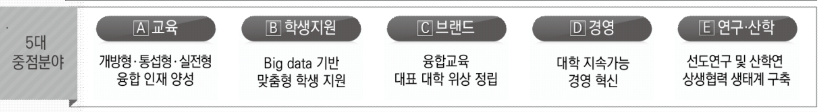 5대
중점분야
A 교육
개방형·통섭형·실전형
융합 인재 양성
B 학생지원
Big data 기반
맞춤형 학생 지원
C 브랜드
융합교육
대표 대학 위상 정립
D 경영
대학 지속가능
경영 혁신
E 연구·산학
선도연구 및 산학연
상생협력 생태계 구축